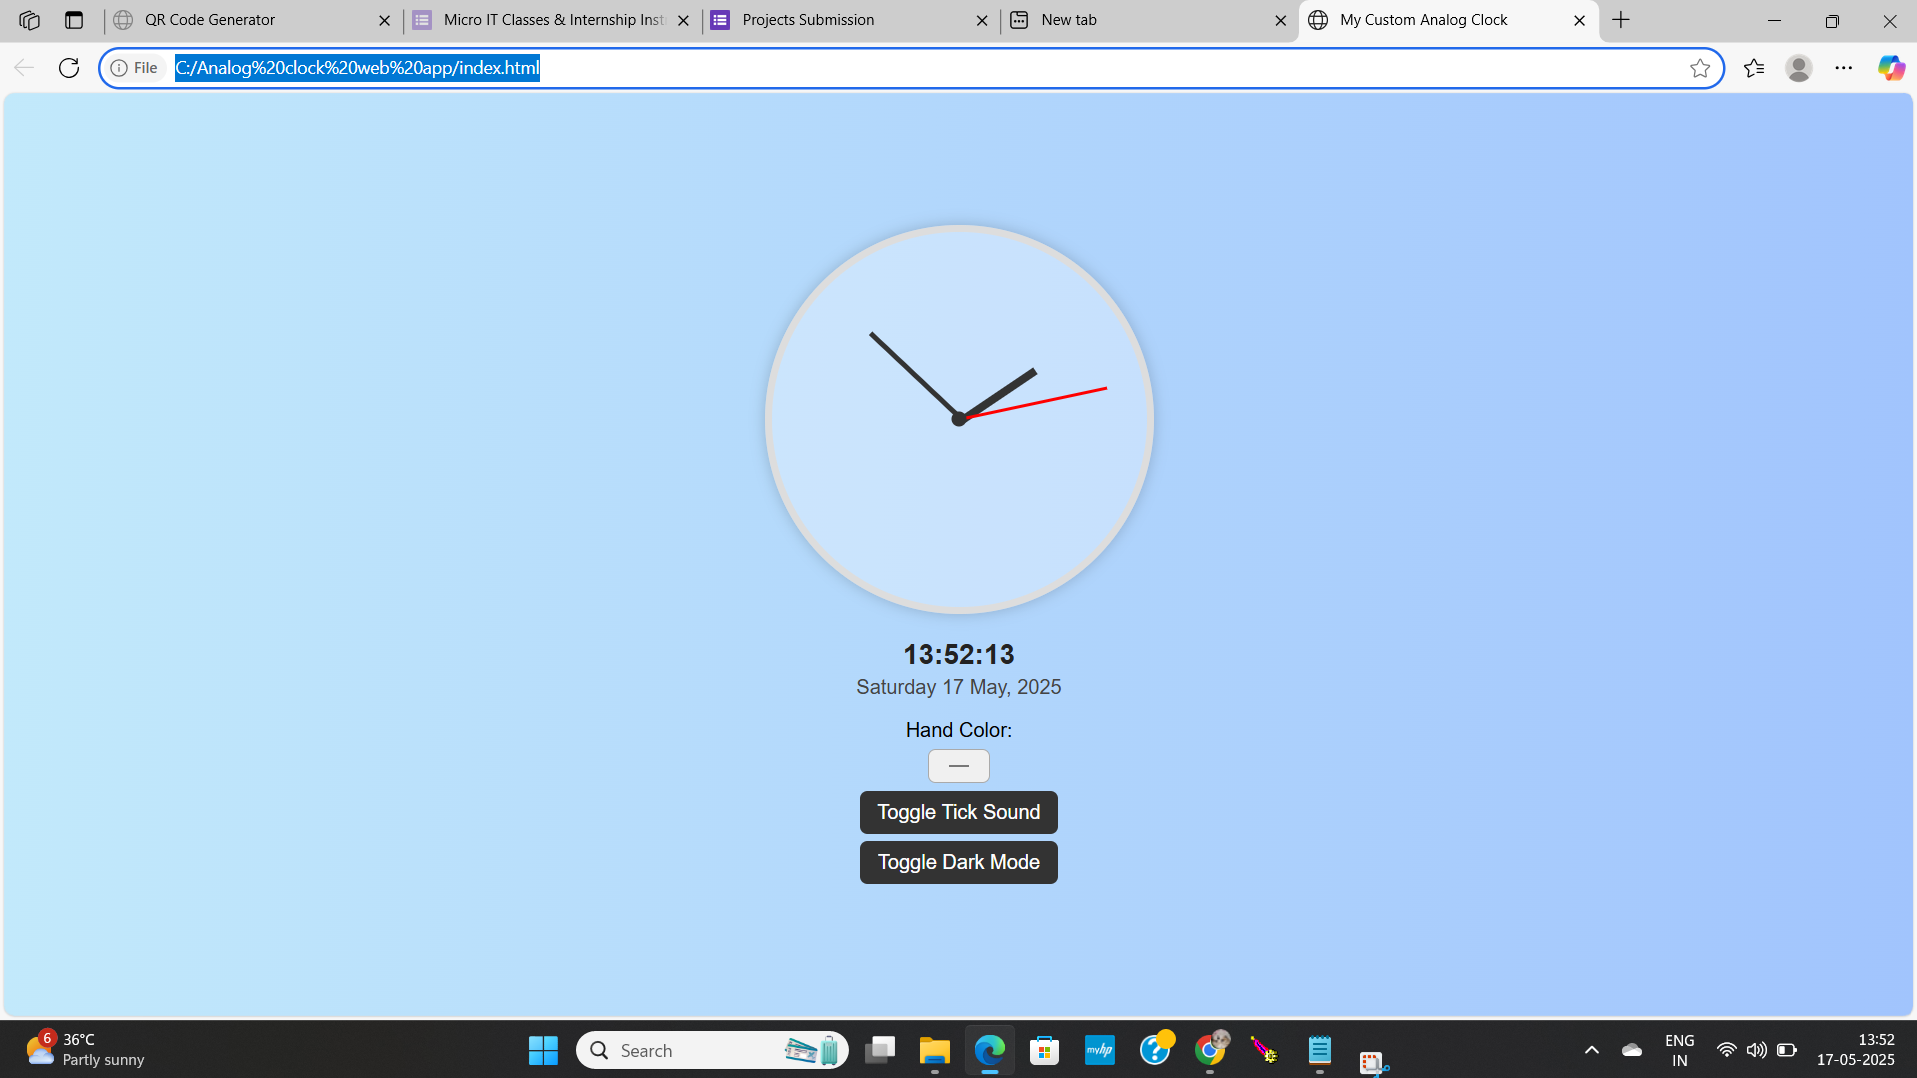 QR Code Generator
Micro IT Classes & Internship Inst
Projects Submission
New tab
My Custom Analog Clock
File
C:/Analog%20clock%20web%20app/index.html
13:52:13
Saturday 17 May, 2025
Hand Color:
Toggle Tick Sound
Toggle Dark Mode
6
36°C
Partly sunny
Search
myhp
ENG
IN
13:52
17-05-2025